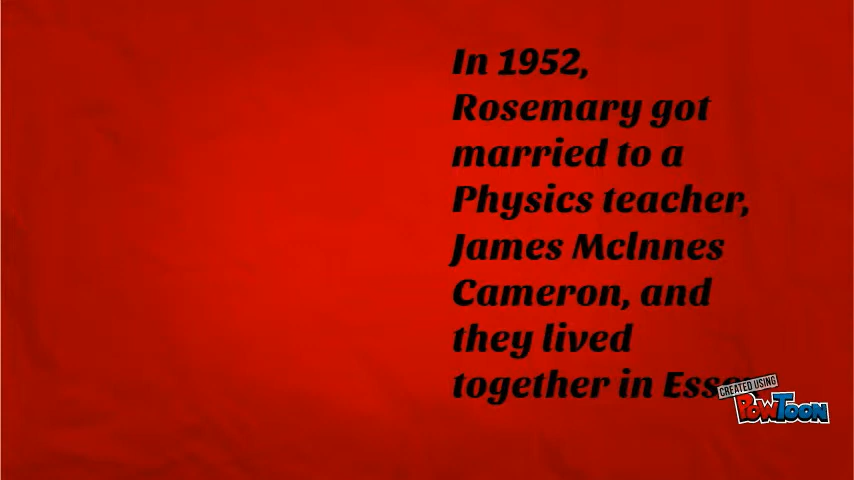 In 1952,
Rosemary got
married to a
Physics teacher,
James McInnes
Cameron, and
they lived
together in
CREATED USING
POWTOON